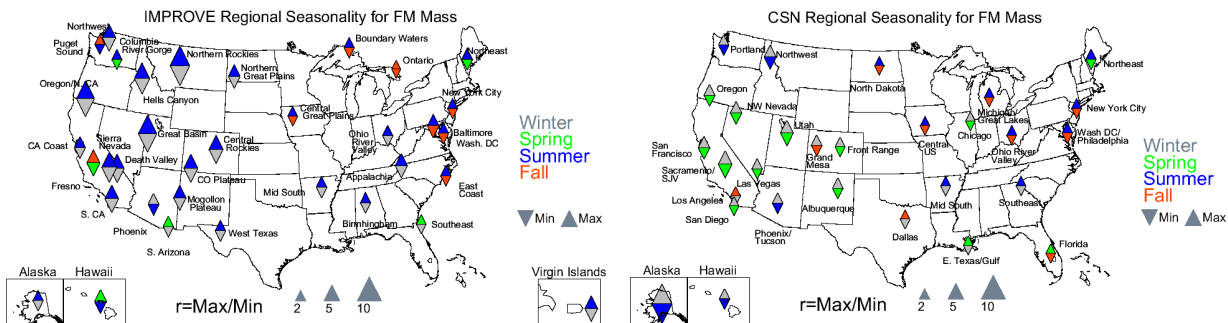 IMPROVE Regional Seasonality for FM Mass
Northwest
Puget
Sound
Columbia
River Gorge
Northern Rockies
Boundary Waters
Ontario
Northeast
Oregon/N.CA
Northern
Great Plains
Hells Canyon
New York City
Central
Great Plains
Sierra
Nevada
Great Basin
Central
Rockies
Ohio
River
Valley
Baltimore
Wash. DC
CA Coast
Death Valley
Appalachia
CO Plateau
Fresno
Mid South
East
Coast
S. CA
Mogollon
Plateau
Birmhingham
Southeast
Phoenix
West Texas
S. Arizona
Winter
Spring
Summer
Fall
Min Max
Alaska
Hawaii
r=Max/Min
2 5 10
CSN Regional Seasonality for FM Mass
Portland
Northwest
Northeast
North Dakota
Oregon
NW Nevada
Michigan/
Great Lakes
New York City
Utah
Chicago
Wash DC/
Philadelphia
San
Francisco
Grand
Mesa
Front Range
Central
US
Ohio River
Valley
Sacramento/
SJV
Las Vegas
Los Angeles
Mid South
Southeast
San Diego
Albuquerque
Phoenix/
Tucson
Dallas
Florida
E. Texas/Gulf
Winter
Spring
Summer
Fall
Min Max
Virgin Islands
Alaska
Hawaii
r=Max/Min
2 5 10